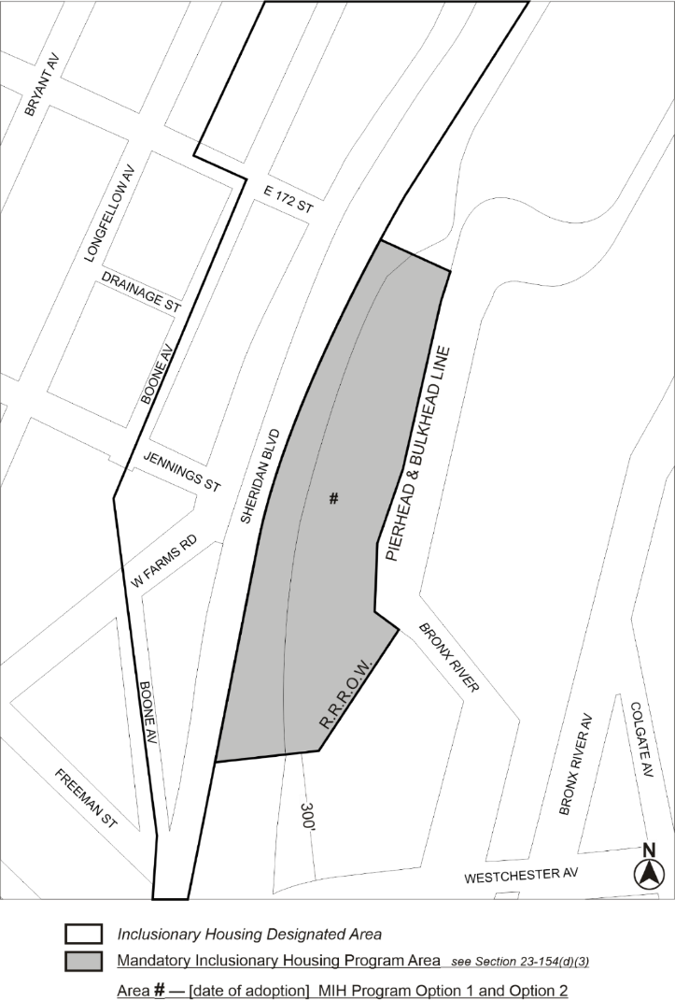 BRYANT AV
LONGFELLOW AV
E 172 ST
DRAINAGE ST
BOONE AV
PIERHEAD & BULKHEAD LINE
SHERIDAN BLVD
JENNINGS ST
#
W FARMS RD
BRONX RIVER
R.R.R.O.W.
BOONE AV
BRONX RIVER AV
COLGATE AV
FREEMAN ST
300'
N
WESTCHESTER AV
Inclusionary Housing Designated Area
Mandatory Inclusionary Housing Program Area see Section 23-154(d)(3)
Area # — [date of adoption] MIH Program Option 1 and Option 2